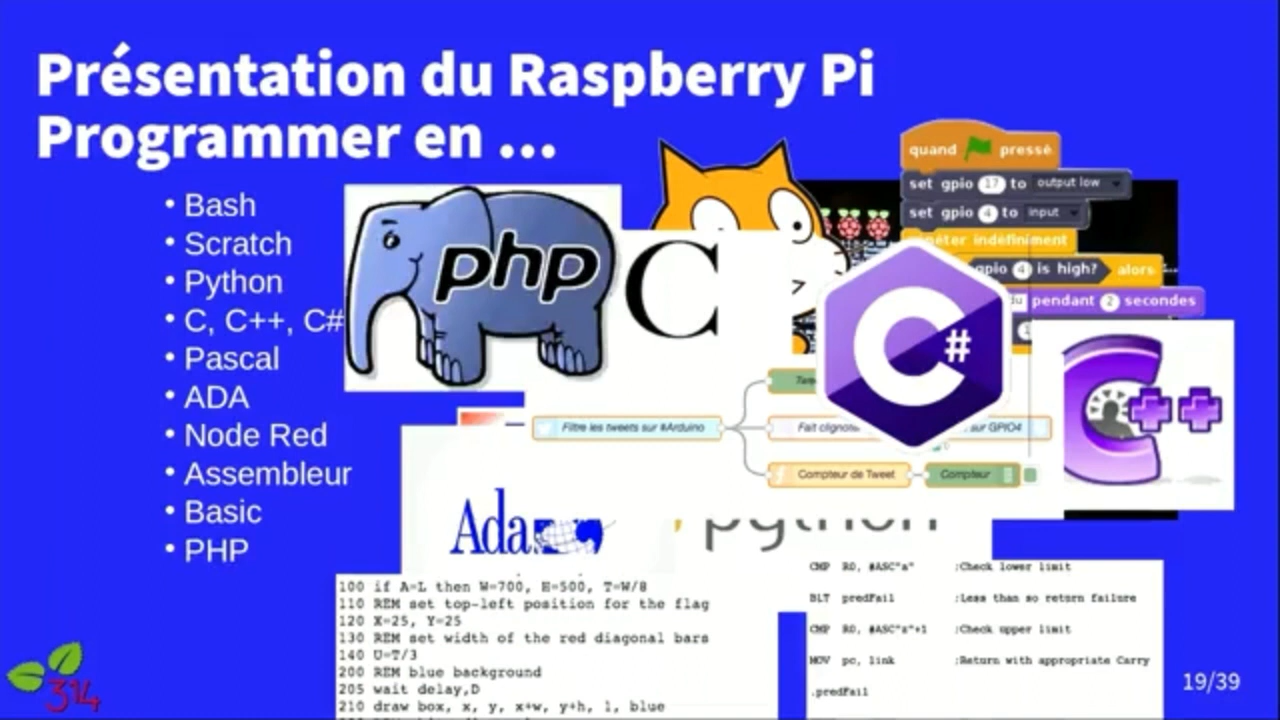 Présentation du Raspberry Pi
Programmer en ...
• Bash
• Scratch
• Python
• C, C++, C#
• Pascal
• ADA
• Node Red
• Assembleur
• Basic
• PHP
php
C
quand pressé
set gpio 17 to output low
set gpio 4 to input
indéfiniment
gpio 4 is high? alors
du pendant 2 secondes
C#
C++
Filtre les tweets sur #Arduino
Fait sur GPIO4
Compteur de Tweet
Compteur
Ada
python
100 if A=L then W=700, H=500, T=W/8
110 REM set top-left position for the flag
120 X=25, Y=25
130 REM set width of the red diagonal bars
140 U=T/3
200 REM blue background
205 wait delay,D
210 draw box, x, y, x+w, y+h, 1, blue
CMP R0, #ASC"a" ;Check lower limit
BLT predFail ;Less than so return failure
CMP R0, #ASC"z"+1 ;Check upper limit
MOV pc, link ;Return with appropriate Carry
.predFail
314
19/39